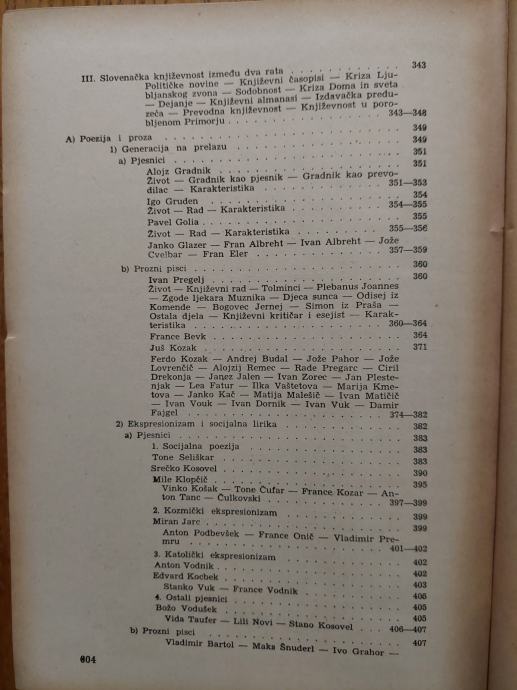 III. Slovenačka književnost između dva rata . . . . . . . . . . . 343
Političke novine — Književni časopisi — Kriza Lju-
bljanskog zvona — Sodobnost — Kriza Doma in sveta
— Dejanje — Književni almanasi — Izdavačka predu-
zeća — Prevodna književnost — Književnost u poro-
bljenom Primorju . . . . . . . . . . . . . . 343—348
A) Poezija i proza . . . . . . . . . . . . . . . . . . 349
1) Generacija na prelazu . . . . . . . . . . . . . . 349
a) Pjesnici . . . . . . . . . . . . . . . . . . 351
Alojz Gradnik . . . . . . . . . . . . . . . . 351
Život — Gradnik kao pjesnik — Gradnik kao prevo-
dilac — Karakteristika . . . . . . . . . . . . 351—353
Igo Gruden . . . . . . . . . . . . . . . . . 354
Život — Rad — Karakteristika . . . . . . . . . 354—355
Pavel Golia . . . . . . . . . . . . . . . . . 355
Život — Rad — Karakteristika . . . . . . . . . 355—356
Janko Glazer — Fran Albreht — Ivan Albreht — Jože
Cvelbar — Fran Eler . . . . . . . . . . . . . 357—359
b) Prozni pisci . . . . . . . . . . . . . . . . . 360
Ivan Pregelj . . . . . . . . . . . . . . . . . 360
Život — Književni rad — Tolminci — Plebanus Joannes
— Zgode ljekara Muznika — Djeca sunca — Odisej iz
Komende — Bogovec Jernej — Simon iz Praša —
Ostala djela — Književni kritičar i esejist — Karak-
teristika . . . . . . . . . . . . . . . . . . 360—364
France Bevk . . . . . . . . . . . . . . . . . 364
Juš Kozak . . . . . . . . . . . . . . . . . . 371
Ferdo Kozak — Andrej Budal — Jože Pahor — Jože
Lovrenčič — Alojzij Remec — Rade Pregarc — Ciril
Drekonja — Janez Jalen — Ivan Zorec — Jan Pleste-
njak — Lea Fatur — Ilka Vaštetova — Marija Kme-
tova — Janko Kač — Matija Malešič — Ivan Matičič
— Ivan Vouk — Ivan Dornik — Ivan Vuk — Damir
Fajgel . . . . . . . . . . . . . . . . . . . 374—382
2) Ekspresionizam i socijalna lirika . . . . . . . . . 382
a) Pjesnici . . . . . . . . . . . . . . . . . . 383
1. Socijalna poezija . . . . . . . . . . . . . . 383
Tone Seliškar . . . . . . . . . . . . . . . . 383
Srečko Kosovel . . . . . . . . . . . . . . . . 390
Mile Klopčič . . . . . . . . . . . . . . . . . 395
Vinko Košak — Tone Čufar — France Kozar — An-
ton Tanc — Čulkovski . . . . . . . . . . . . . 397—399
2. Kozmički ekspresionizam . . . . . . . . . . . 399
Miran Jarc . . . . . . . . . . . . . . . . . . 399
Anton Podbevšek — France Onič — Vladimir Pre-
mru . . . . . . . . . . . . . . . . . . . . 401—402
3. Katolički ekspresionizam . . . . . . . . . . . 402
Anton Vodnik . . . . . . . . . . . . . . . . . 402
Edvard Kocbek . . . . . . . . . . . . . . . . 403
Stanko Vuk — France Vodnik . . . . . . . . . . 405
4. Ostali pjesnici . . . . . . . . . . . . . . . 405
Božo Vodušek . . . . . . . . . . . . . . . . . 405
Vida Taufer — Lili Novi — Stano Kosovel . . . 406—407
b) Prozni pisci . . . . . . . . . . . . . . . . . 407
Vladimir Bartol — Maks Šnuderl — Ivo Grahor —
604